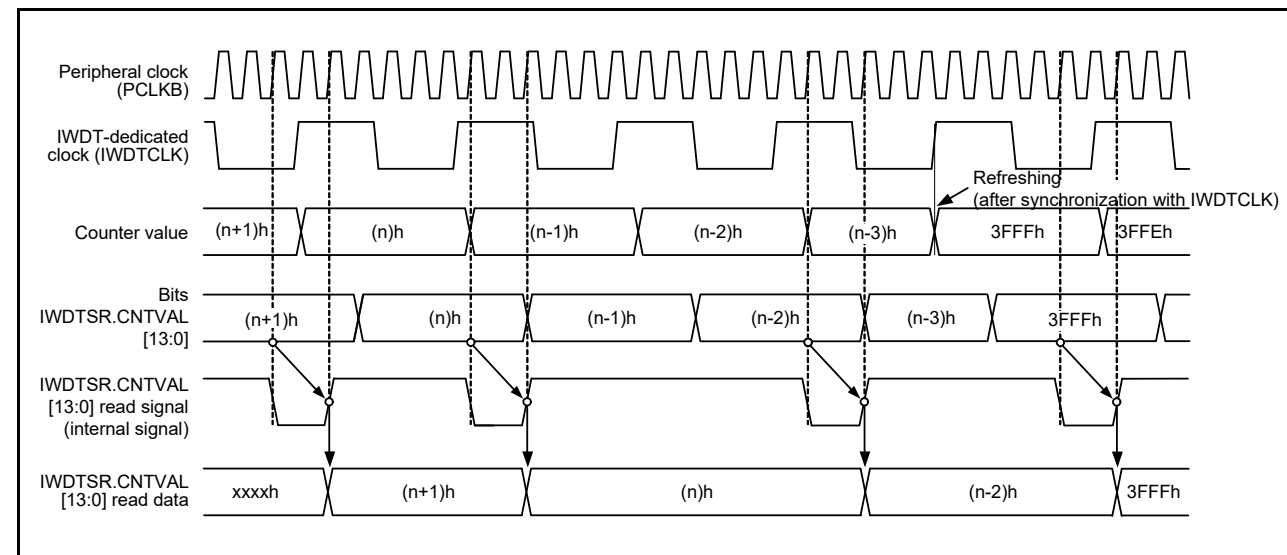 Peripheral clock
(PCLKB)
IWDT-dedicated
clock (IWDTCLK)
Refreshing
(after synchronization with IWDTCLK)
Counter value
(n+1)h
(n)h
(n-1)h
(n-2)h
(n-3)h
3FFFh
3FFEh
Bits
IWDTSR.CNTVAL
[13:0]
(n+1)h
(n)h
(n-1)h
(n-2)h
(n-3)h
3FFFh
IWDTSR.CNTVAL
[13:0] read signal
(internal signal)
IWDTSR.CNTVAL
[13:0] read data
xxxxh
(n+1)h
(n)h
(n-2)h
3FFFh